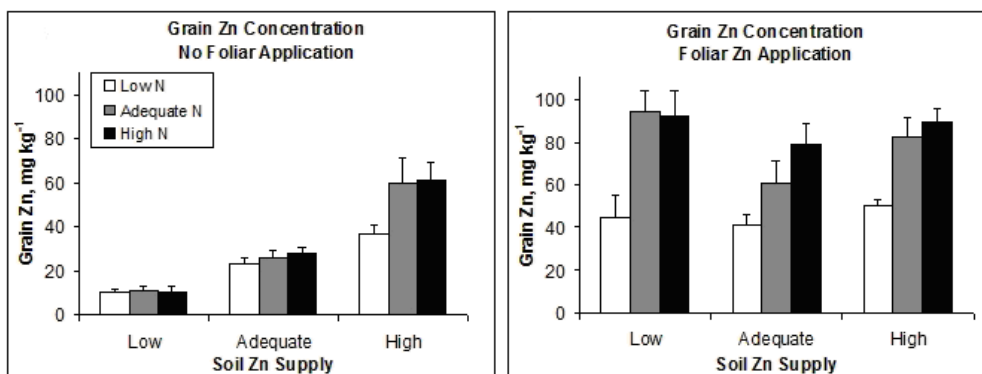 Grain Zn Concentration
No Foliar Application
Low N
Adequate N
High N
100
80
60
40
20
0
Grain Zn, mg kg⁻¹
Low Adequate High
Soil Zn Supply
Grain Zn Concentration
Foliar Zn Application
100
80
60
40
20
0
Grain Zn, mg kg⁻¹
Low Adequate High
Soil Zn Supply